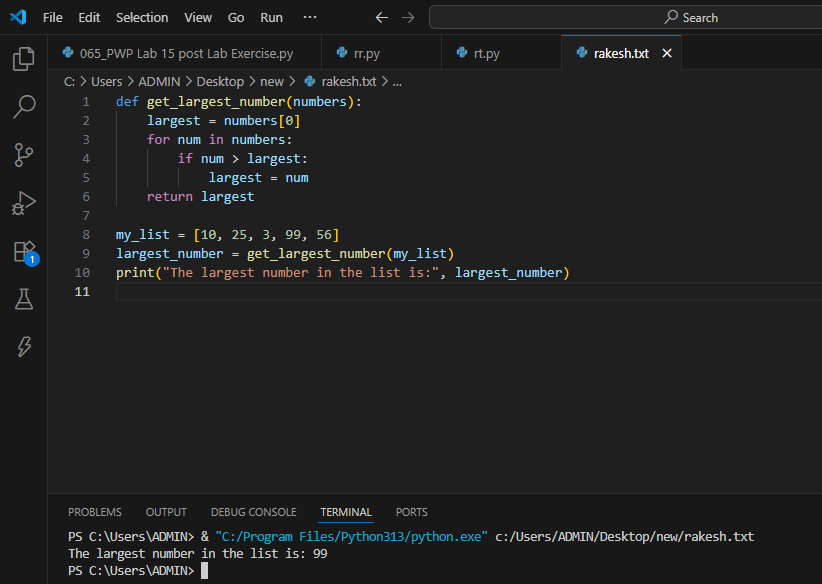 File Edit Selection View Go Run ··· Search
065_PWP Lab 15 post Lab Exercise.py rr.py rt.py rakesh.txt
C: > Users > ADMIN > Desktop > new > rakesh.txt > ...
1 def get_largest_number(numbers):
2     largest = numbers[0]
3     for num in numbers:
4         if num > largest:
5             largest = num
6     return largest
7
8 my_list = [10, 25, 3, 99, 56]
9 largest_number = get_largest_number(my_list)
10 print("The largest number in the list is:", largest_number)
11
1
PROBLEMS OUTPUT DEBUG CONSOLE TERMINAL PORTS
PS C:\Users\ADMIN> & "C:/Program Files/Python313/python.exe" c:/Users/ADMIN/Desktop/new/rakesh.txt
The largest number in the list is: 99
PS C:\Users\ADMIN>